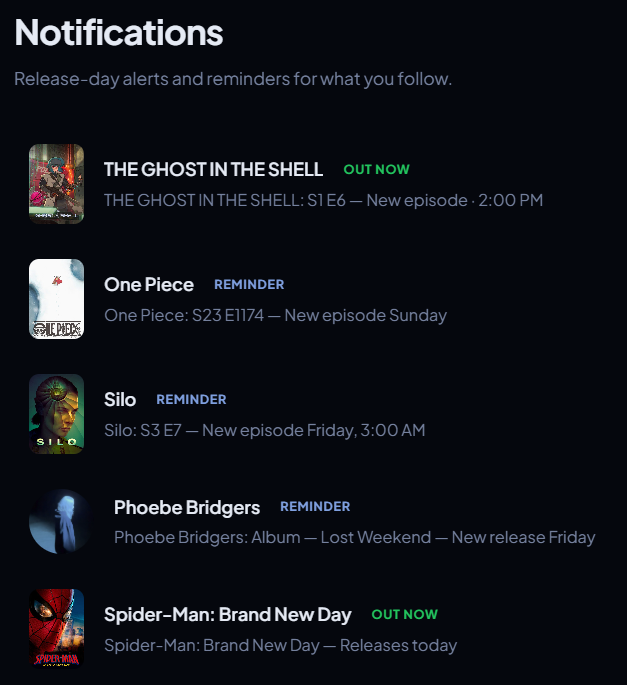 Notifications
Release-day alerts and reminders for what you follow.
THE GHOST IN THE SHELL OUT NOW
THE GHOST IN THE SHELL: S1 E6 — New episode · 2:00 PM
ONE PIECE
One Piece REMINDER
One Piece: S23 E1174 — New episode Sunday
SILO
Silo REMINDER
Silo: S3 E7 — New episode Friday, 3:00 AM
Phoebe Bridgers REMINDER
Phoebe Bridgers: Album — Lost Weekend — New release Friday
Spider-Man: Brand New Day OUT NOW
Spider-Man: Brand New Day — Releases today
SPIDER-MAN